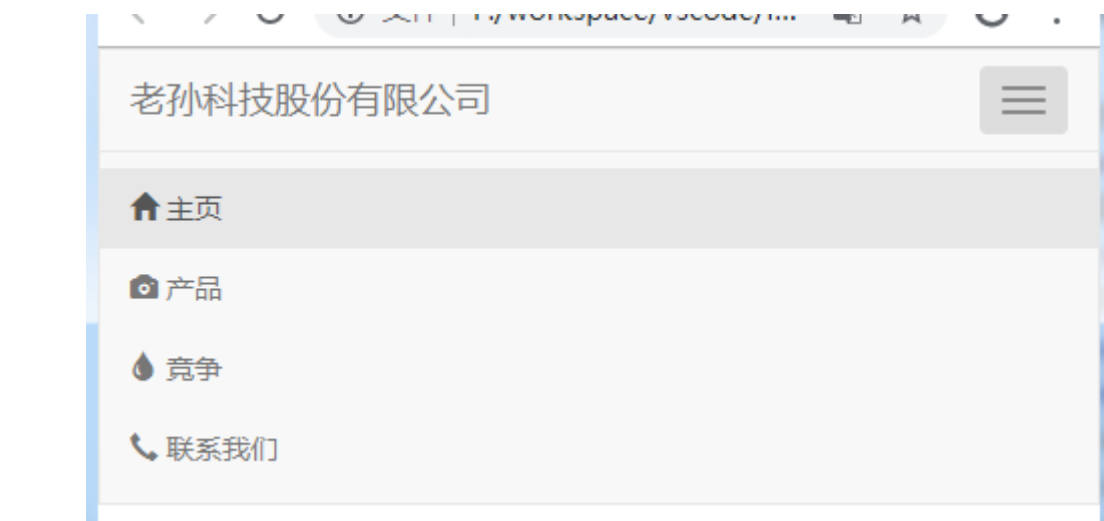 老孙科技股份有限公司
主页
产品
竞争
联系我们